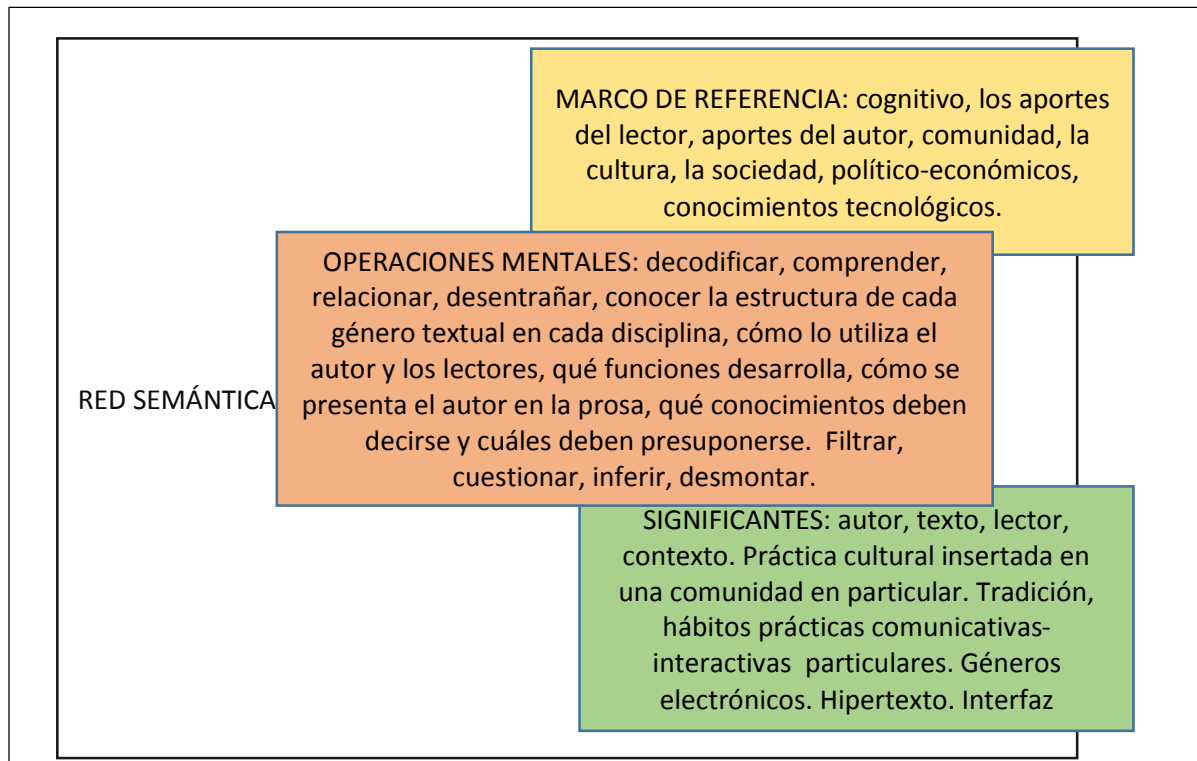 MARCO DE REFERENCIA: cognitivo, los aportes
del lector, aportes del autor, comunidad, la
cultura, la sociedad, político-económicos,
conocimientos tecnológicos.
OPERACIONES MENTALES: decodificar, comprender,
relacionar, desentrañar, conocer la estructura de cada
género textual en cada disciplina, cómo lo utiliza el
autor y los lectores, qué funciones desarrolla, cómo se
presenta el autor en la prosa, qué conocimientos deben
decirse y cuáles deben presuponerse. Filtrar,
cuestionar, inferir, desmontar.
RED SEMÁNTICA
SIGNIFICANTES: autor, texto, lector,
contexto. Práctica cultural insertada en
una comunidad en particular. Tradición,
hábitos prácticas comunicativas-
interactivas particulares. Géneros
electrónicos. Hipertexto. Interfaz